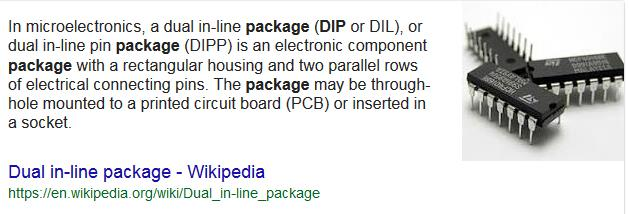 In microelectronics, a dual in-line package (DIP or DIL), or
dual in-line pin package (DIPP) is an electronic component
package with a rectangular housing and two parallel rows
of electrical connecting pins. The package may be through-
hole mounted to a printed circuit board (PCB) or inserted in
a socket.
Dual in-line package - Wikipedia
https://en.wikipedia.org/wiki/Dual_in-line_package